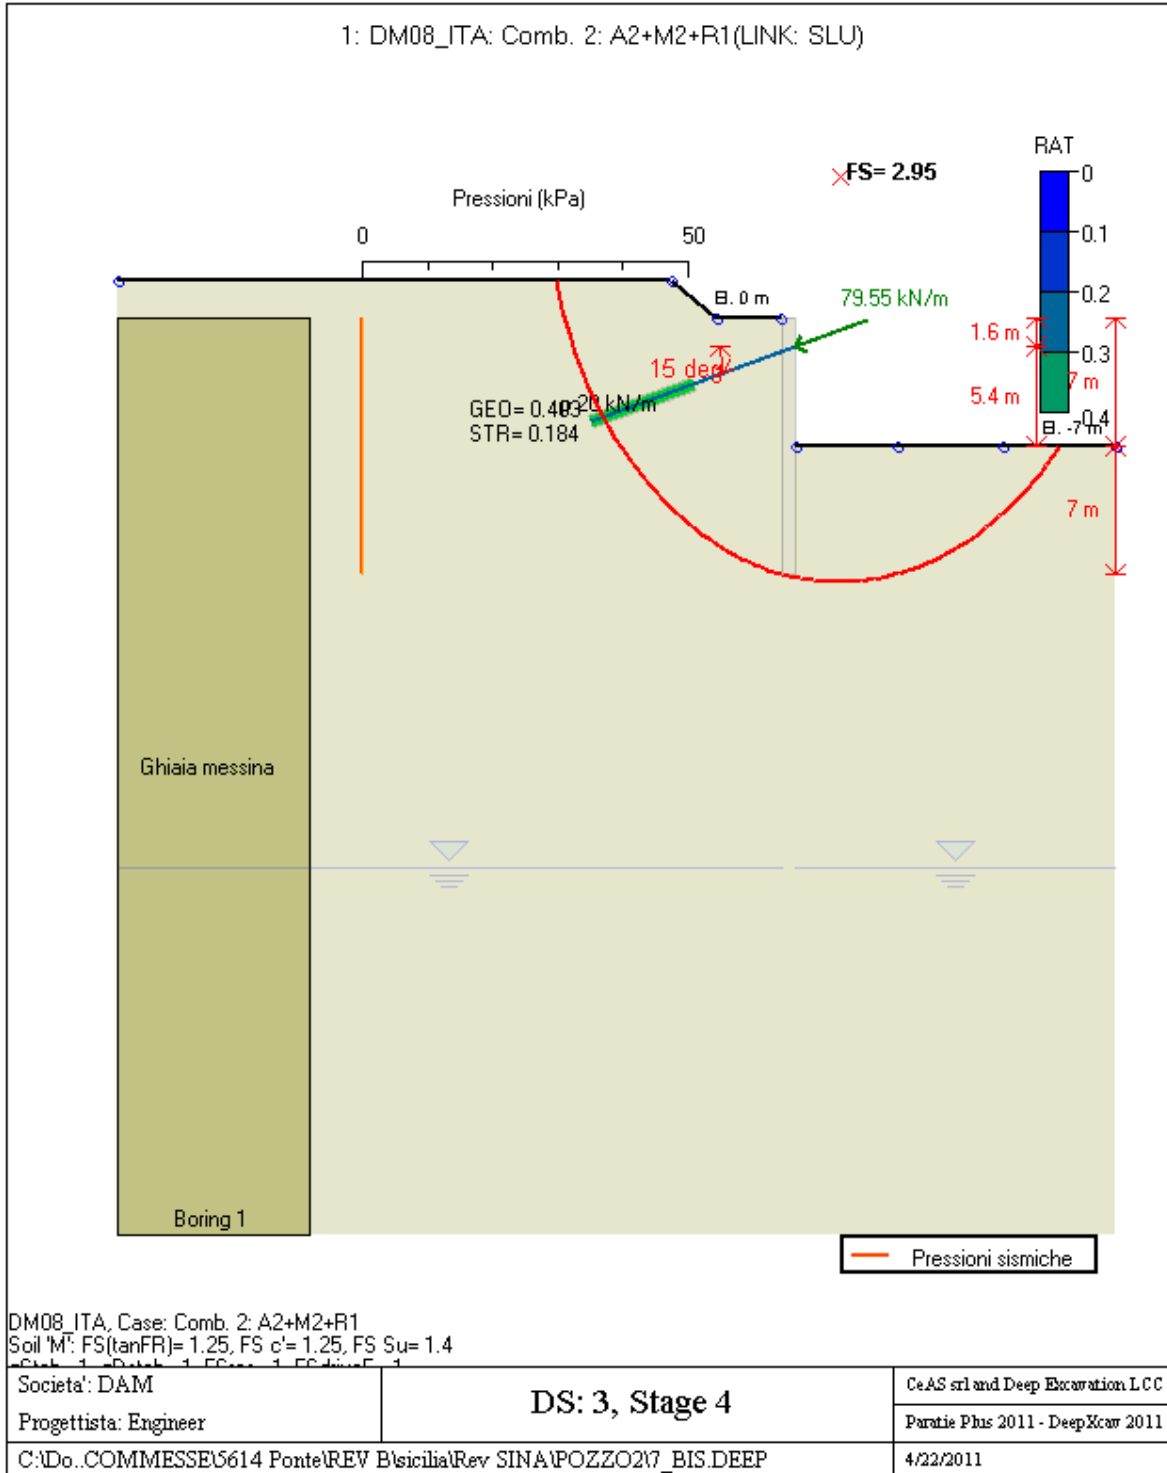 1: DM08_ITA: Comb. 2: A2+M2+R1(LINK: SLU)
FS= 2.95
RAT
Pressioni (kPa)
0
50
0
0.1
0.2
0.3
0.4
El. 0 m
79.55 kN/m
1.6 m
15 deg
5.4 m
7 m
20 kN/m
GEO= 0.403
STR= 0.184
El. -7 m
7 m
Ghiaia messina
Boring 1
Pressioni sismiche
DM08_ITA, Case: Comb. 2: A2+M2+R1
Soil 'M': FS(tanFR)= 1.25, FS c'= 1.25, FS Su= 1.4
Societa': DAM
Progettista: Engineer
DS: 3, Stage 4
CeAS srl and Deep Excavation LCC
Paratie Plus 2011 - DeepXcav 2011
C:\Do..COMMESSE\5614 Ponte\REV B\sicilia\Rev SINA\POZZO2\7_BIS.DEEP
4/22/2011